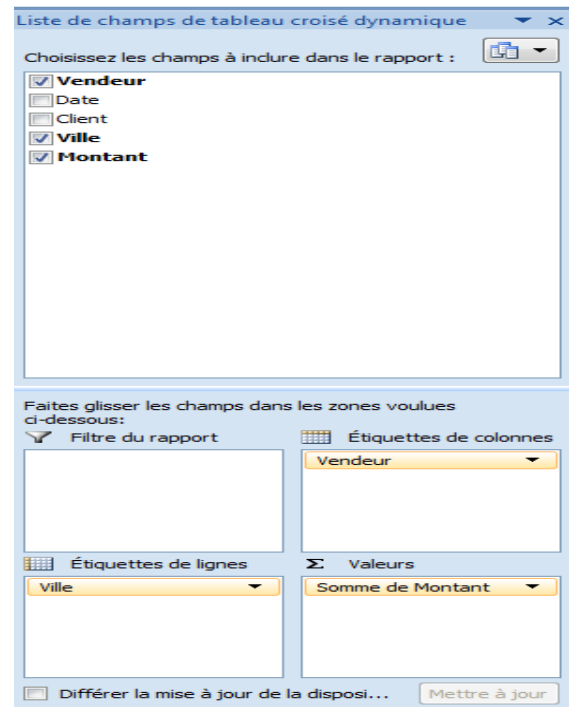 Liste de champs de tableau croisé dynamique
Choisissez les champs à inclure dans le rapport :
Vendeur
Date
Client
Ville
Montant
Faites glisser les champs dans les zones voulues
ci-dessous:
Filtre du rapport
Étiquettes de colonnes
Vendeur
Étiquettes de lignes
Σ Valeurs
Ville
Somme de Montant
Différer la mise à jour de la disposi...
Mettre à jour